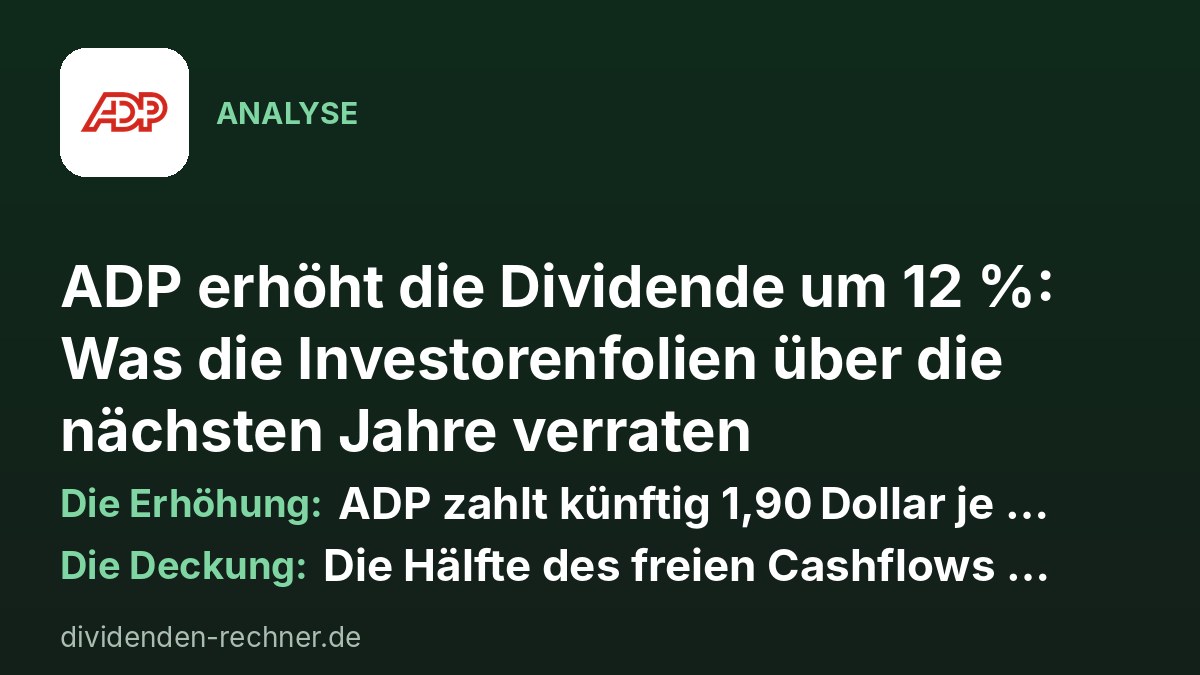 ADP
ANALYSE
ADP erhöht die Dividende um 12 %:
Was die Investorenfolien über die
nächsten Jahre verraten
Die Erhöhung: ADP zahlt künftig 1,90 Dollar je ...
Die Deckung: Die Hälfte des freien Cashflows ...
dividenden-rechner.de